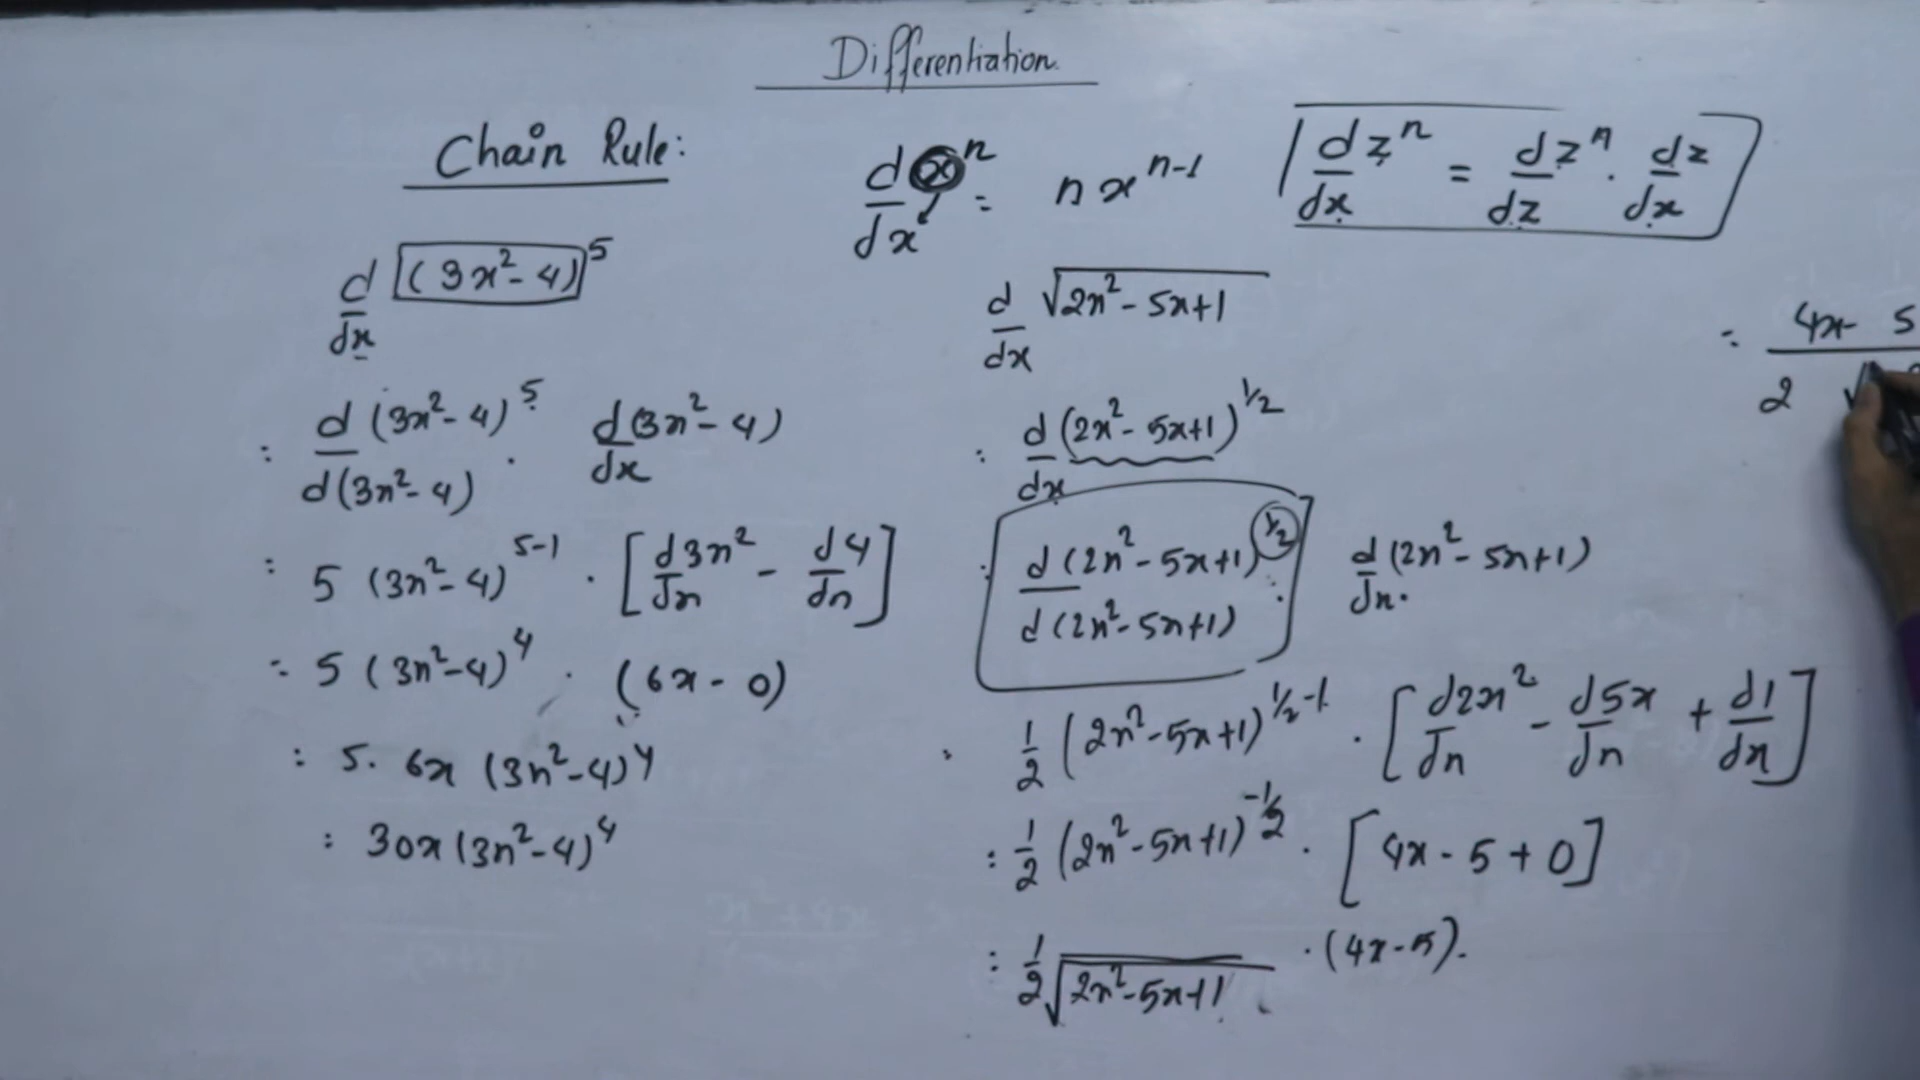 Differentiation.
Chain Rule:
d/dx x^n = n x^{n-1}
d/dx z^n = d/dz z^n . dz/dx
d/dx (3x²-4)^5
: d(3x²-4)^5/d(3x²-4) . d(3x²-4)/dx
: 5 (3x²-4)^{5-1} . [d3x²/dx - d4/dx]
= 5 (3x²-4)^4 . (6x - 0)
: 5. 6x (3x²-4)^4
: 30x (3x²-4)^4
d/dx √(2x²-5x+1)
: d/dx (2x²-5x+1)^{1/2}
: d(2x²-5x+1)^{1/2}/d(2x²-5x+1) . d/dx (2x²-5x+1)
: 1/2 (2x²-5x+1)^{1/2-1} . [d2x²/dx - d5x/dx + d1/dx]
: 1/2 (2x²-5x+1)^{-1/2} . [4x - 5 + 0]
: 1/2√(2x²-5x+1) . (4x-5).
= 4x - 5
2 √